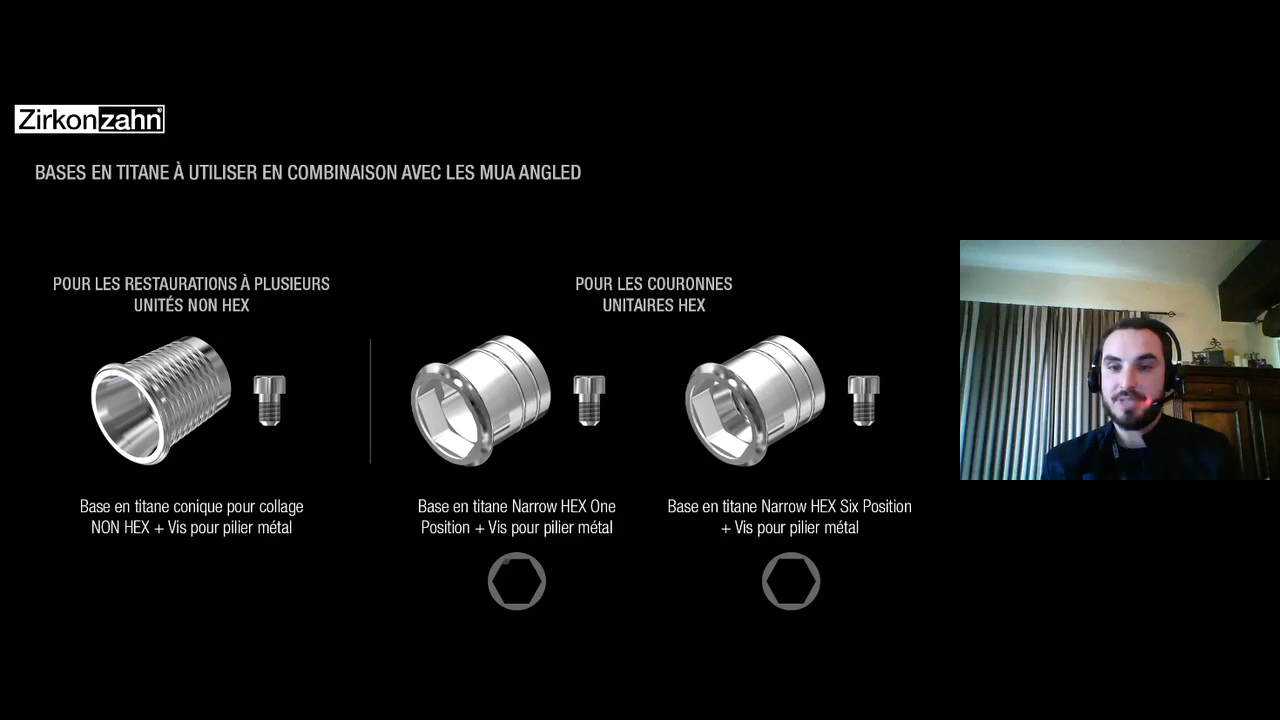 Zirkonzahn®
BASES EN TITANE À UTILISER EN COMBINAISON AVEC LES MUA ANGLED
POUR LES RESTAURATIONS À PLUSIEURS
UNITÉS NON HEX
POUR LES COURONNES
UNITAIRES HEX
Base en titane conique pour collage
NON HEX + Vis pour pilier métal
Base en titane Narrow HEX One
Position + Vis pour pilier métal
Base en titane Narrow HEX Six Position
+ Vis pour pilier métal